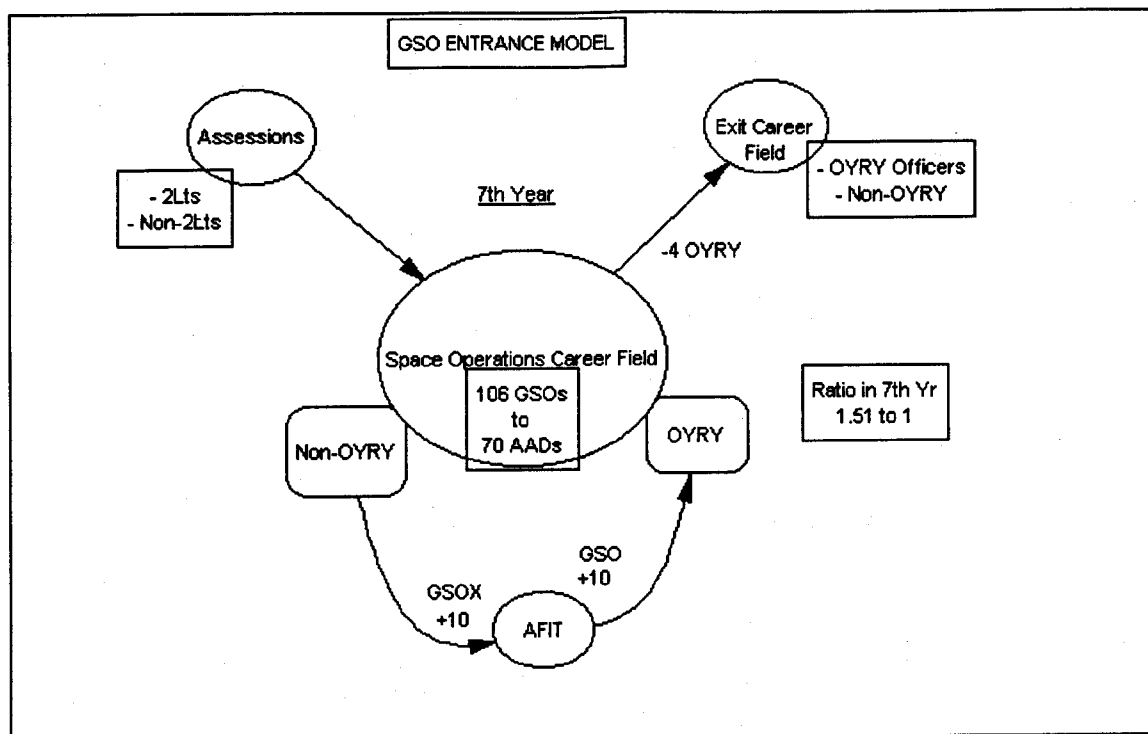 GSO ENTRANCE MODEL
Assessions
- 2Lts
- Non-2Lts
7th Year
Exit Career
Field
- OYRY Officers
- Non-OYRY
-4 OYRY
Space Operations Career Field
106 GSOs
to
70 AADs
Ratio in 7th Yr
1.51 to 1
Non-OYRY
OYRY
GSOX
+10
GSO
+10
AFIT